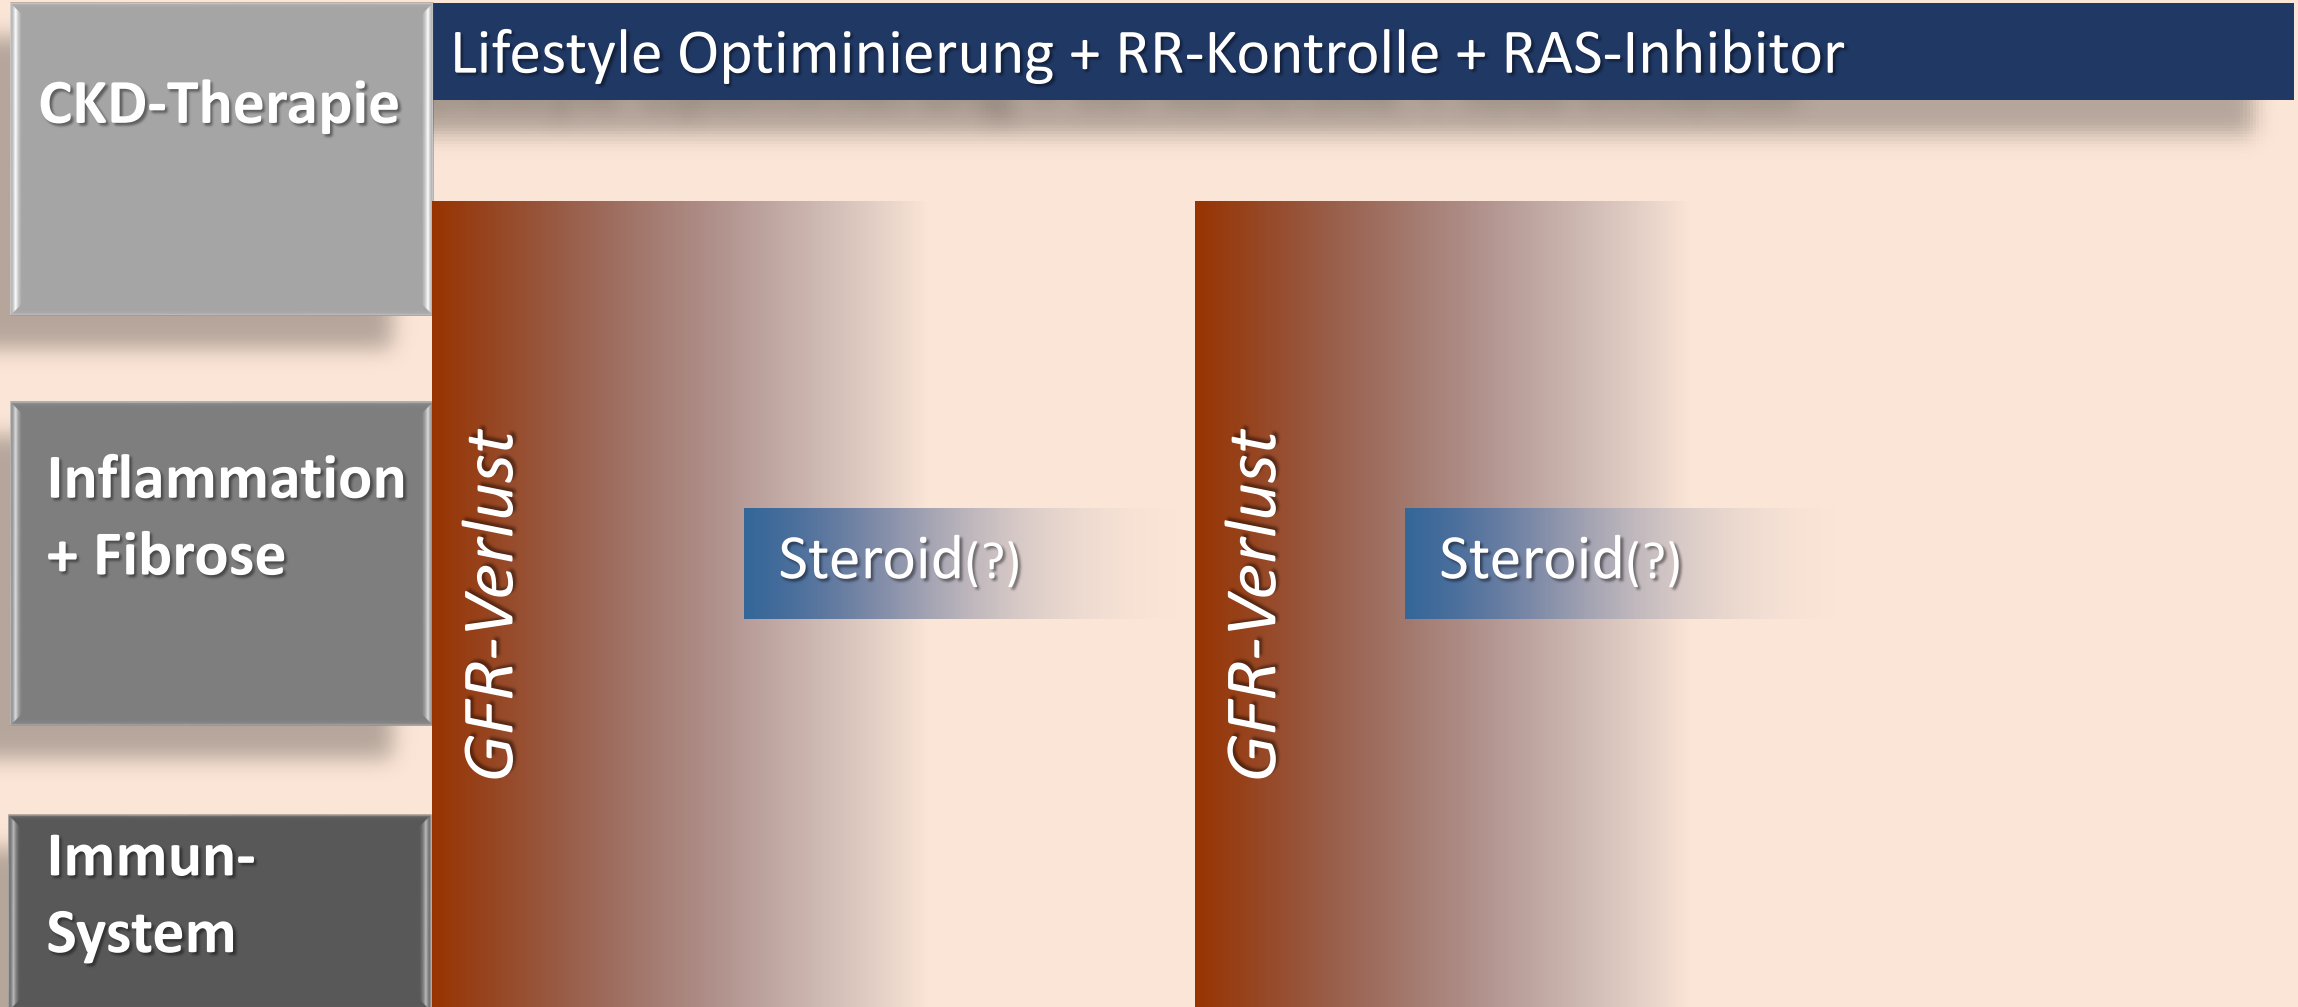 CKD-Therapie
Lifestyle Optiminierung + RR-Kontrolle + RAS-Inhibitor
Inflammation
+ Fibrose
Immun-
System
GFR-Verlust
Steroid(?)
GFR-Verlust
Steroid(?)